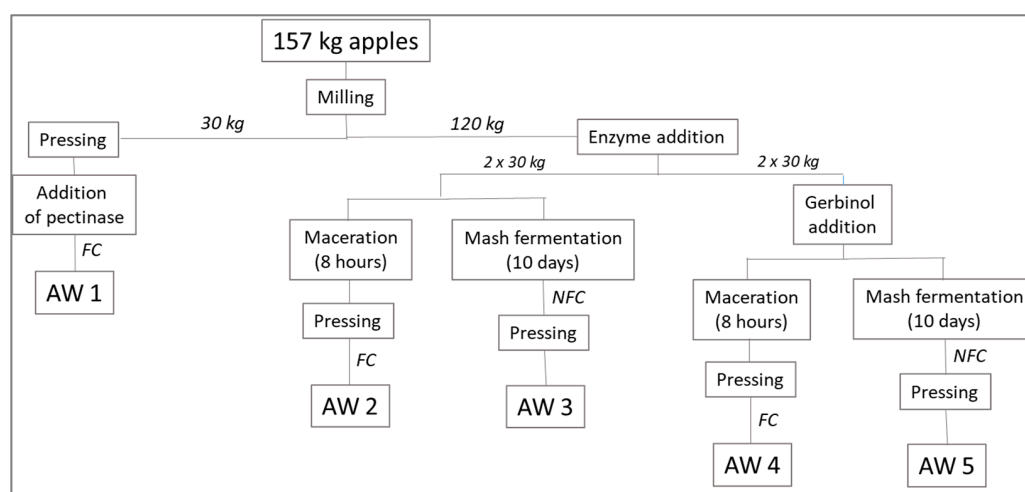 157 kg apples
Milling
30 kg
120 kg
Pressing
Enzyme addition
2 x 30 kg
2 x 30 kg
Addition
of pectinase
Gerbinol
addition
FC
AW 1
Maceration
(8 hours)
Mash fermentation
(10 days)
NFC
Pressing
Pressing
FC
AW 2
AW 3
Maceration
(8 hours)
Mash fermentation
(10 days)
NFC
Pressing
Pressing
FC
AW 4
AW 5